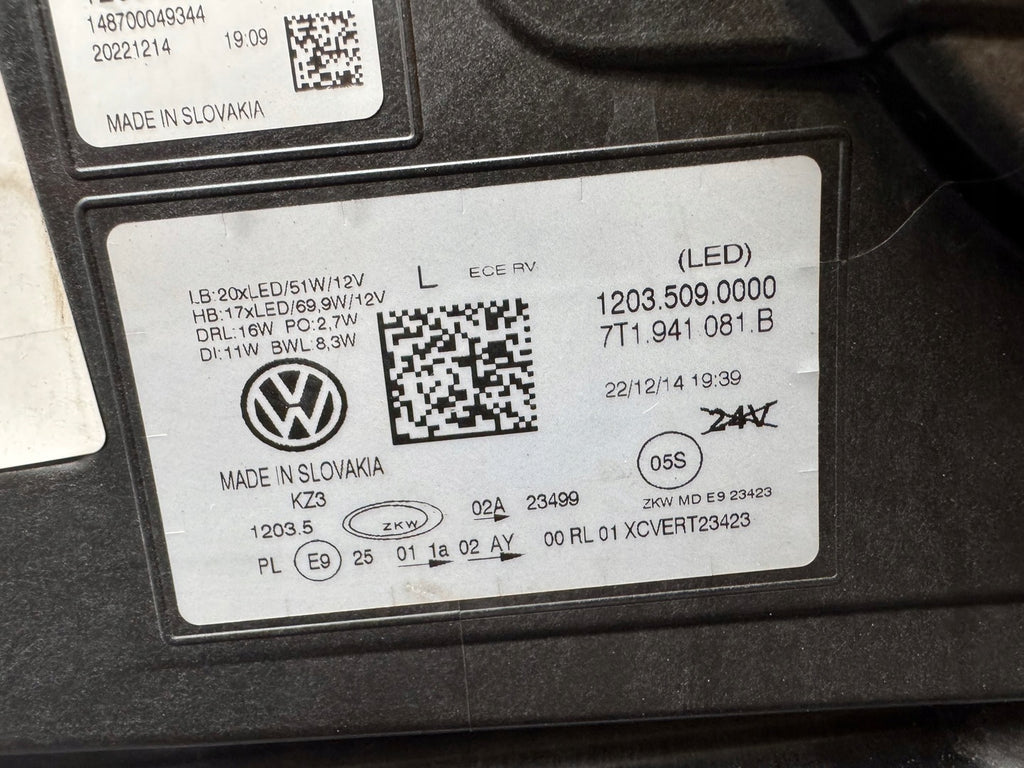 148700049344
20221214 19:09
MADE IN SLOVAKIA
LB:20xLED/51W/12V
HB:17xLED/69,9W/12V
DRL:16W PO:2,7W
DI:11W BWL:8,3W
L ECE RV
(LED)
1203.509.0000
7T1.941 081.B
22/12/14 19:39
24V
05S
ZKW MD E9 23423
MADE IN SLOVAKIA
KZ3
1203.5 ZKW 02A 23499
PL E9 25 01 1a 02 AY 00 RL 01 XCVERT23423